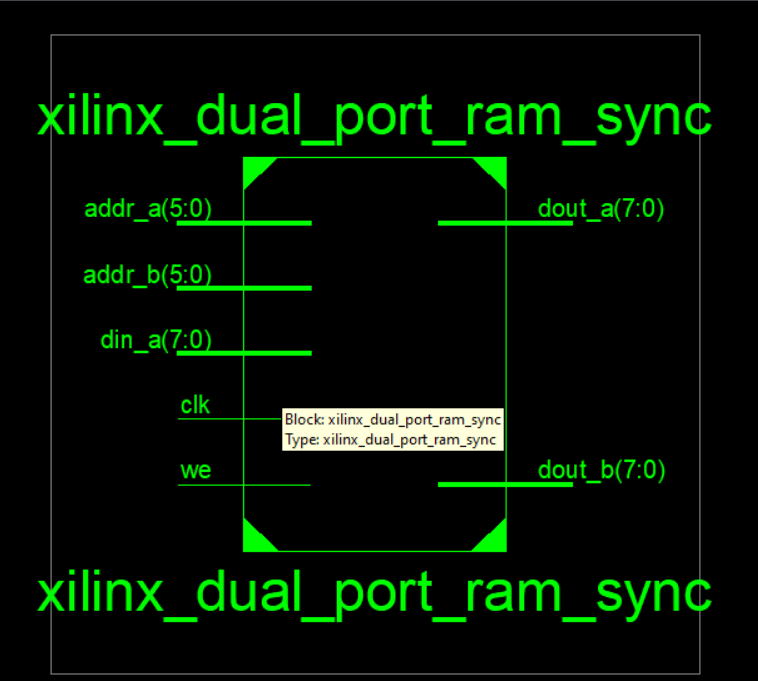 xilinx_dual_port_ram_sync
addr_a(5:0)
dout_a(7:0)
addr_b(5:0)
din_a(7:0)
clk
Block: xilinx_dual_port_ram_sync
Type: xilinx_dual_port_ram_sync
we
dout_b(7:0)
xilinx_dual_port_ram_sync